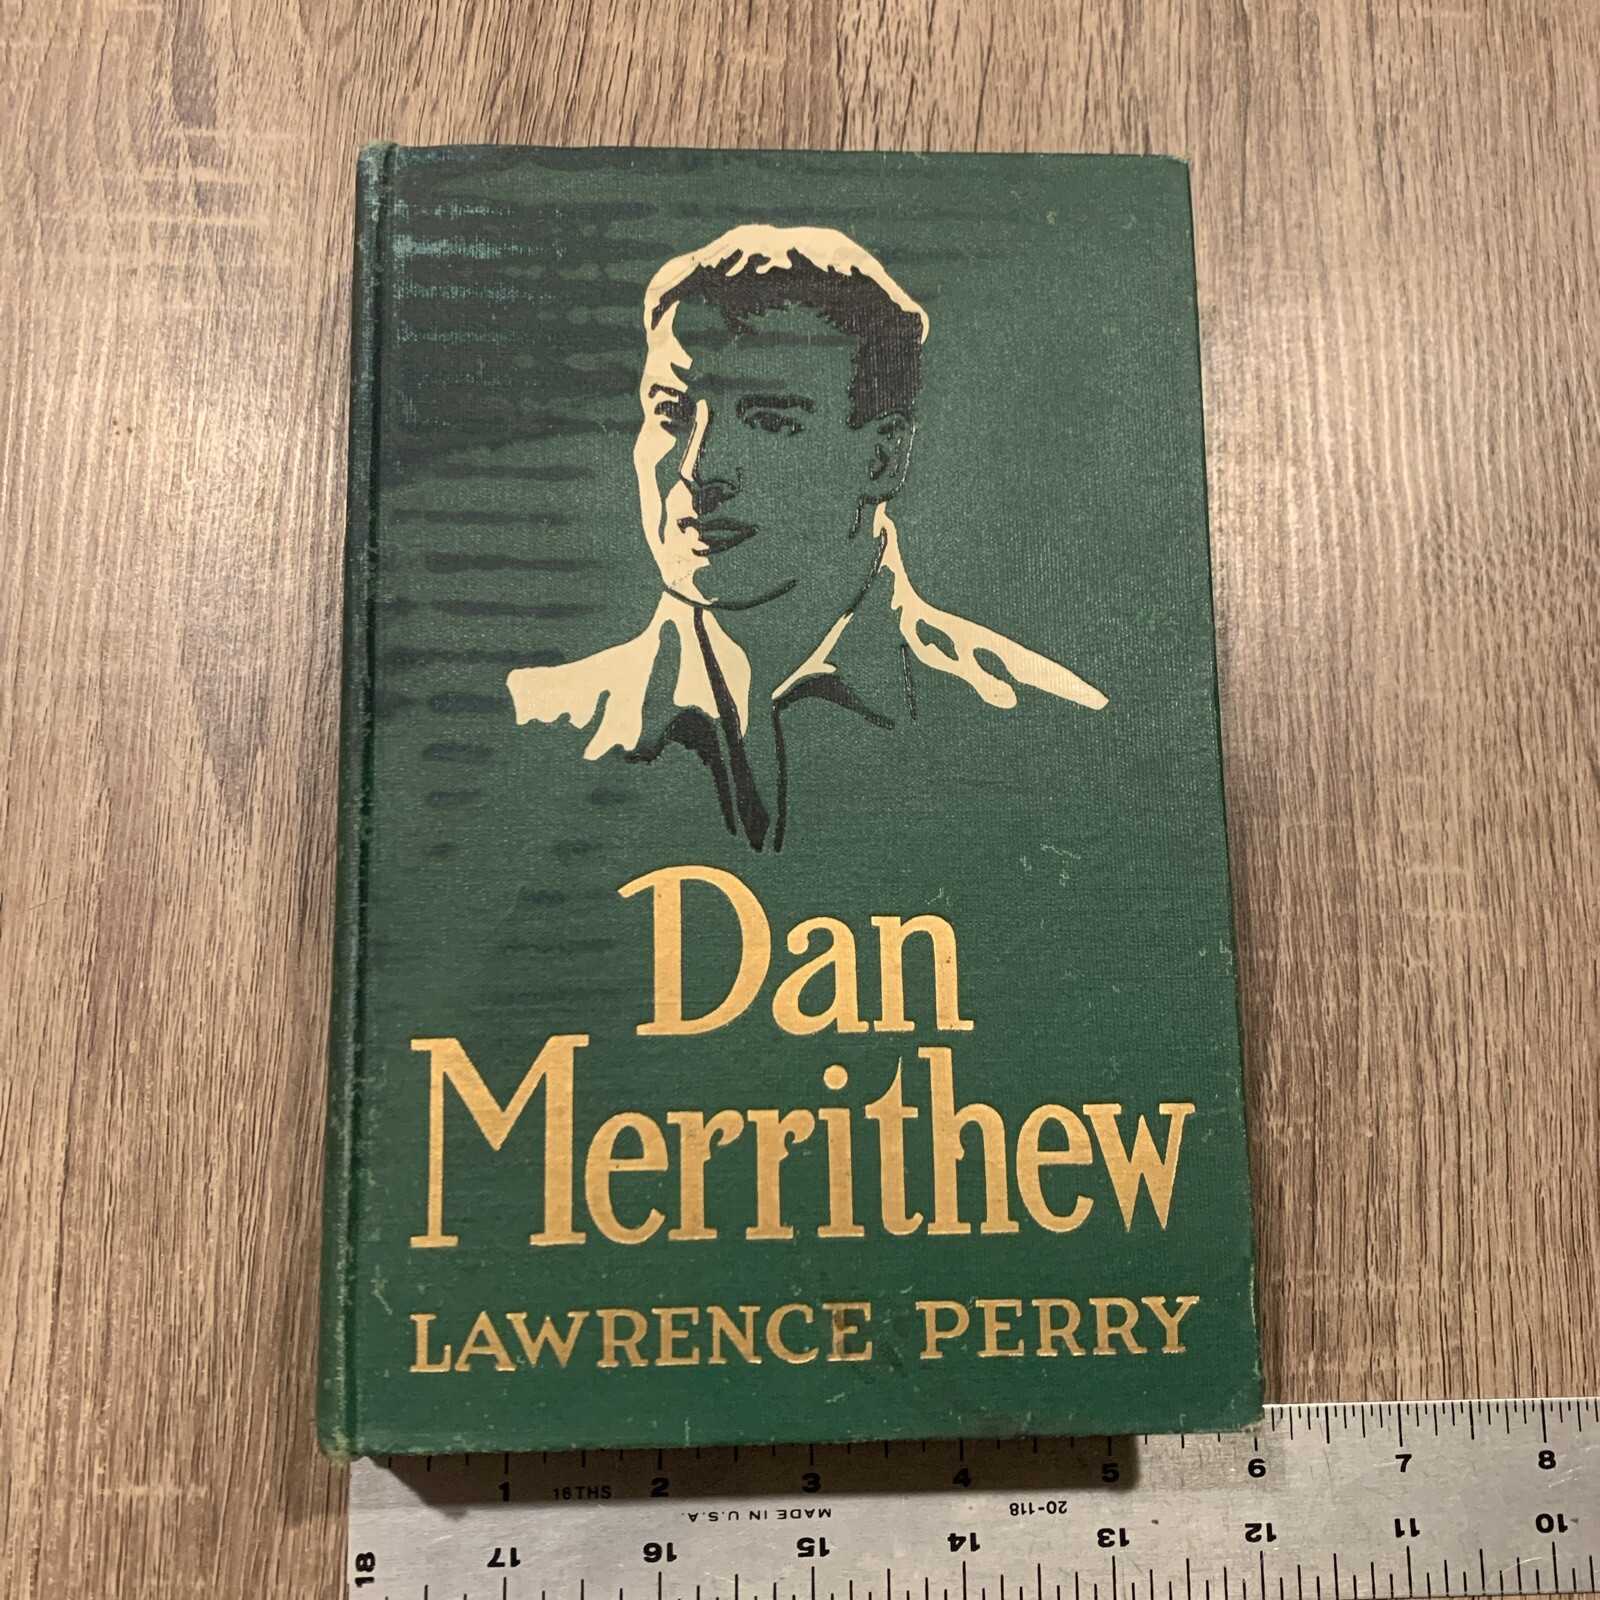 Dan
Merrithew
LAWRENCE PERRY
1 2 3 4 5 6 7 8
16THS
MADE IN U.S.A.
20-118
18 17 16 15 14 13 12 11 10